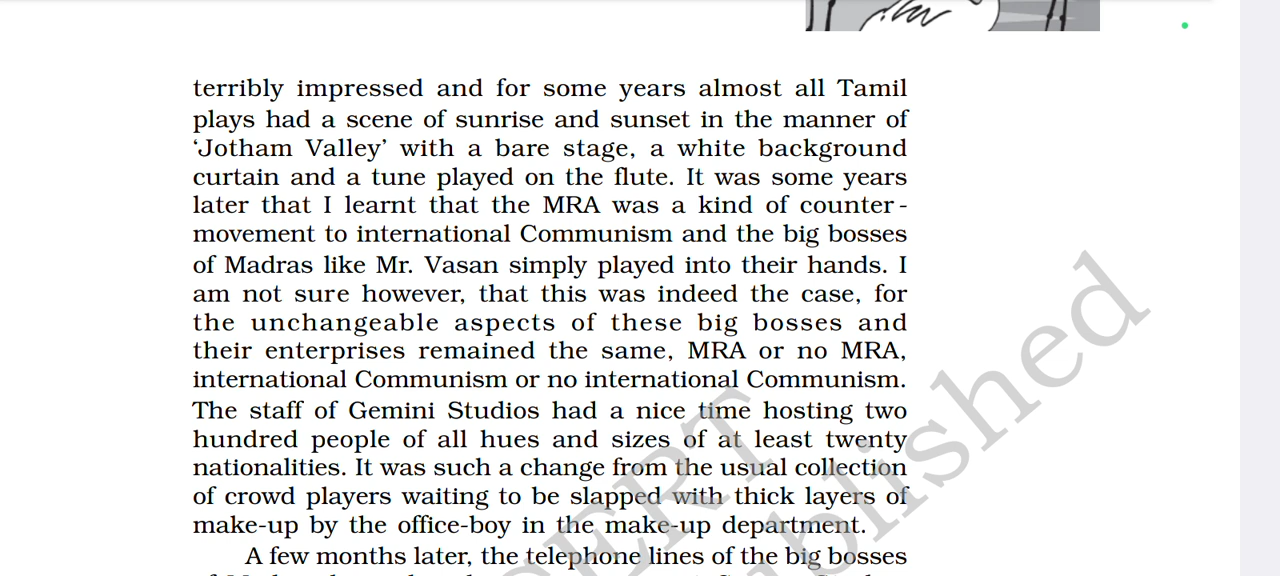 terribly impressed and for some years almost all Tamil
plays had a scene of sunrise and sunset in the manner of
‘Jotham Valley’ with a bare stage, a white background
curtain and a tune played on the flute. It was some years
later that I learnt that the MRA was a kind of counter-
movement to international Communism and the big bosses
of Madras like Mr. Vasan simply played into their hands. I
am not sure however, that this was indeed the case, for
the unchangeable aspects of these big bosses and
their enterprises remained the same, MRA or no MRA,
international Communism or no international Communism.
The staff of Gemini Studios had a nice time hosting two
hundred people of all hues and sizes of at least twenty
nationalities. It was such a change from the usual collection
of crowd players waiting to be slapped with thick layers of
make-up by the office-boy in the make-up department.
A few months later, the telephone lines of the big bosses